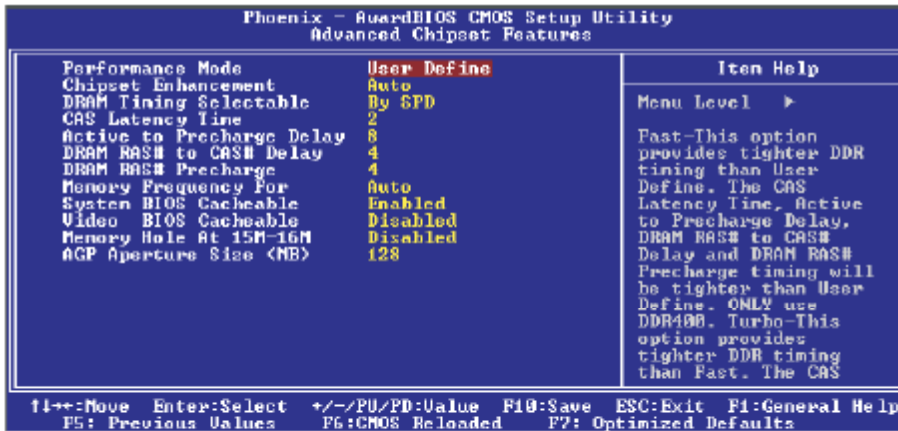 Phoenix - AwardBIOS CMOS Setup Utility
Advanced Chipset Features
Performance Mode User Define
Chipset Enhancement Auto
DRAM Timing Selectable By SPD
CAS Latency Time 2
Active to Precharge Delay 8
DRAM RAS# to CAS# Delay 4
DRAM RAS# Precharge 4
Memory Frequency For Auto
System BIOS Cacheable Enabled
Video BIOS Cacheable Disabled
Memory Hole At 15M-16M Disabled
AGP Aperture Size (MB) 128
Item Help
Menu Level ▶
Fast-This option
provides tighter DDR
timing than User
Define. The CAS
Latency Time, Active
to Precharge Delay,
DRAM RAS# to CAS#
Delay and DRAM RAS#
Precharge timing will
be tighter than User
Define. ONLY use
DDR400. Turbo-This
option provides
tighter DDR timing
than Fast. The CAS
↑↓→←:Move Enter:Select +/-/PU/PD:Value F10:Save ESC:Exit F1:General Help
F5: Previous Values F6:CMOS Reloaded F7: Optimized Defaults